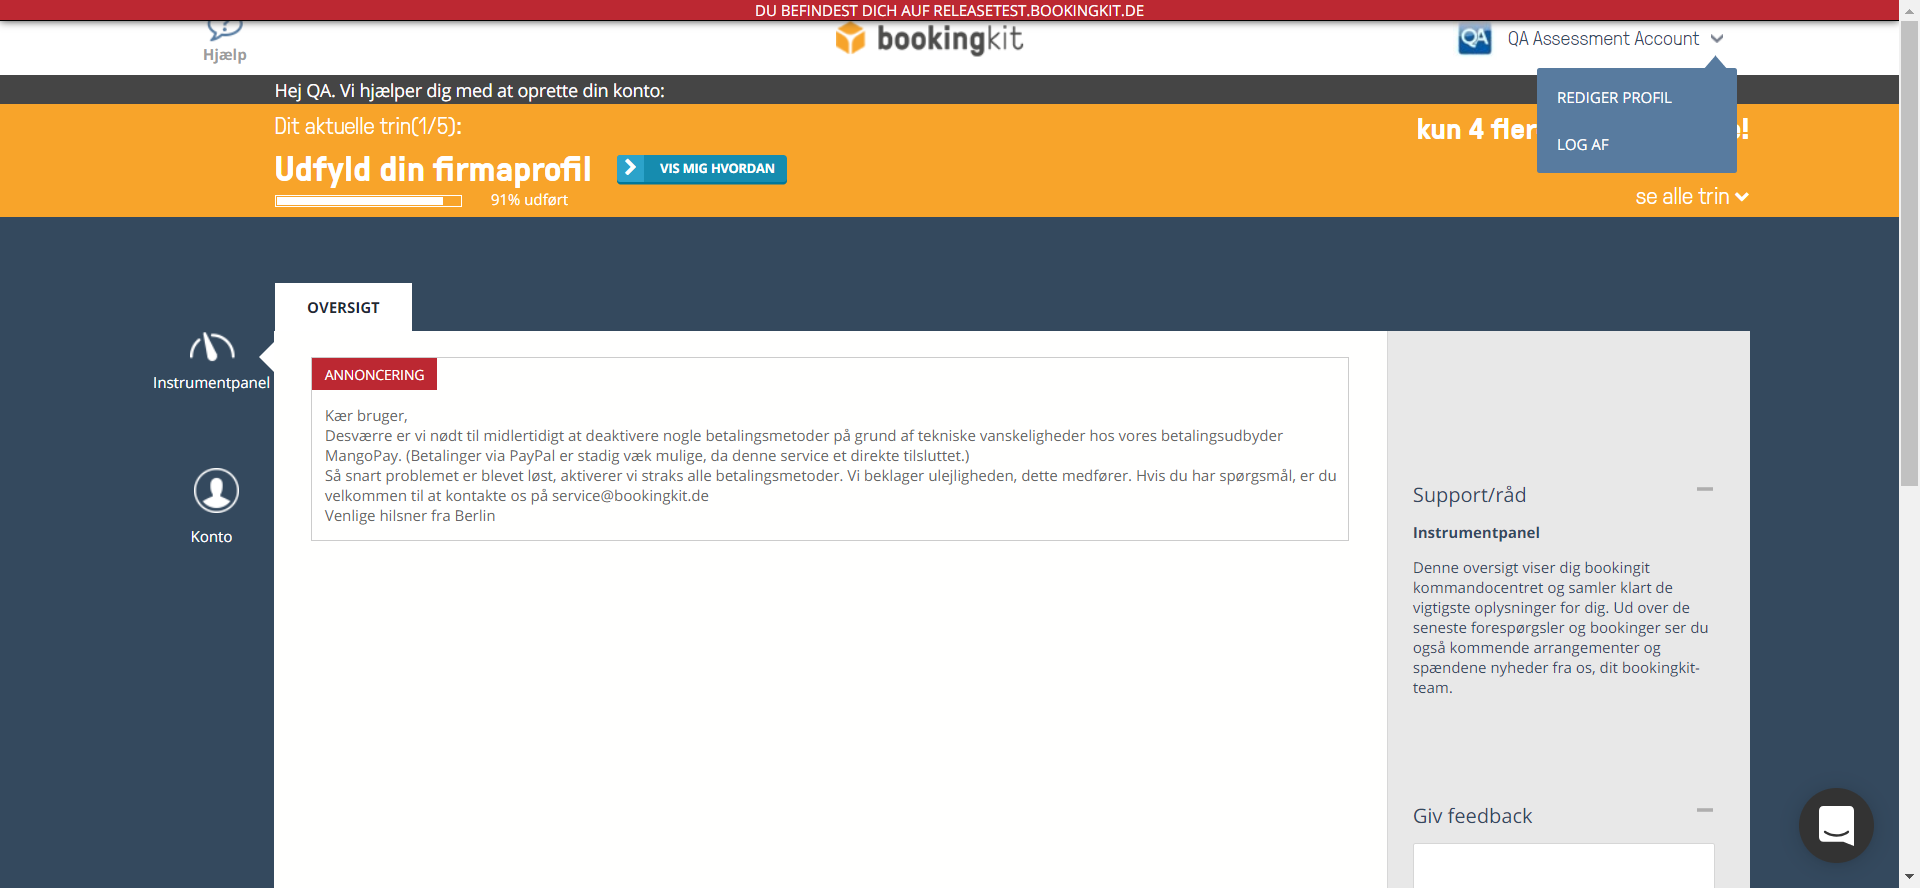 DU BEFINDEST DICH AUF RELEASETEST.BOOKINGKIT.DE
Hjælp
bookingkit
QA
QA Assessment Account
REDIGER PROFIL
LOG AF
Hej QA. Vi hjælper dig med at oprette din konto:
Dit aktuelle trin(1/5):
kun 4 fler
!
Udfyld din firmaprofil
VIS MIG HVORDAN
91% udført
se alle trin
OVERSIGT
Instrumentpanel
Konto
ANNONCERING
Kær bruger,
Desværre er vi nødt til midlertidigt at deaktivere nogle betalingsmetoder på grund af tekniske vanskeligheder hos vores betalingsudbyder
MangoPay. (Betalinger via PayPal er stadig væk mulige, da denne service et direkte tilsluttet.)
Så snart problemet er blevet løst, aktiverer vi straks alle betalingsmetoder. Vi beklager ulejligheden, dette medfører. Hvis du har spørgsmål, er du
velkommen til at kontakte os på service@bookingkit.de
Venlige hilsner fra Berlin
Support/råd
Instrumentpanel
Denne oversigt viser dig bookingit
kommandocentret og samler klart de
vigtigste oplysninger for dig. Ud over de
seneste forespørgsler og bookinger ser du
også kommende arrangementer og
spændene nyheder fra os, dit bookingkit-
team.
Giv feedback